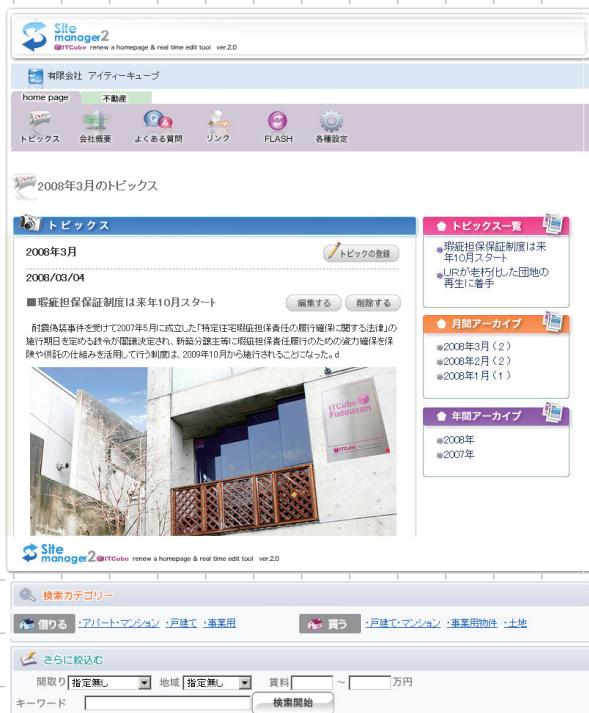 Site
manager2
ITCube renew a homepage & real time edit tool ver.2.0
有限会社 アイティーキューブ
home page 不動産
トピックス 会社概要 よくある質問 リンク FLASH 各種設定
2008年3月のトピックス
トピックス
2008年3月
トピックの登録
2008/03/04
■瑕疵担保保証制度は来年10月スタート
編集する 削除する
耐震偽装事件を受けて2007年5月に成立した「特定住宅瑕疵担保責任の履行確保に関する法律」の
施行期日を定める政令が閣議決定され、新築分譲主等に瑕疵担保責任履行のための資力確保を保
険や供託の仕組みを活用して行う制度は、2009年10月から施行されることになった。d
ITCube
Fudousan
ITCube
トピックス一覧
瑕疵担保保証制度は来
年10月スタート
URが老朽化した団地の
再生に着手
月間アーカイブ
2008年3月(2)
2008年2月(2)
2008年1月(1)
年間アーカイブ
2008年
2007年
Site
manager2 ITCube renew a homepage & real time edit tool ver.2.0
検索カテゴリー
借りる ・アパート・マンション ・戸建て ・事業用 買う ・戸建て・マンション ・事業用物件 ・土地
さらに絞込む
間取り 指定無し 地域 指定無し 賃料 ~ 万円
キーワード 検索開始